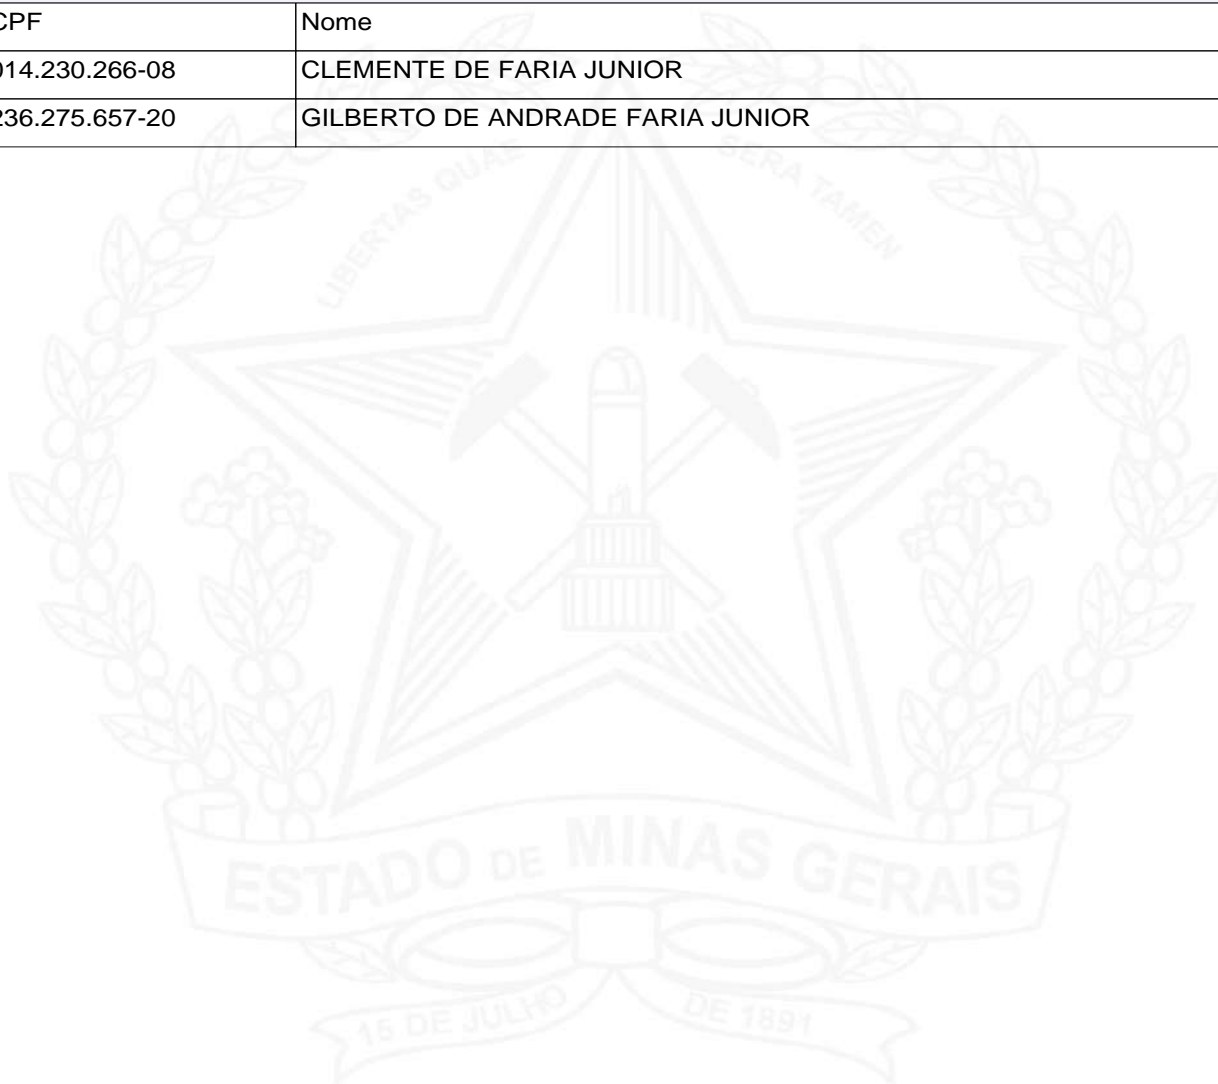 CPF Nome
014.230.266-08 CLEMENTE DE FARIA JUNIOR
236.275.657-20 GILBERTO DE ANDRADE FARIA JUNIOR
LIBERTAS QUAE SERA TAMEN
ESTADO DE MINAS GERAIS
15 DE JULHO DE 1891